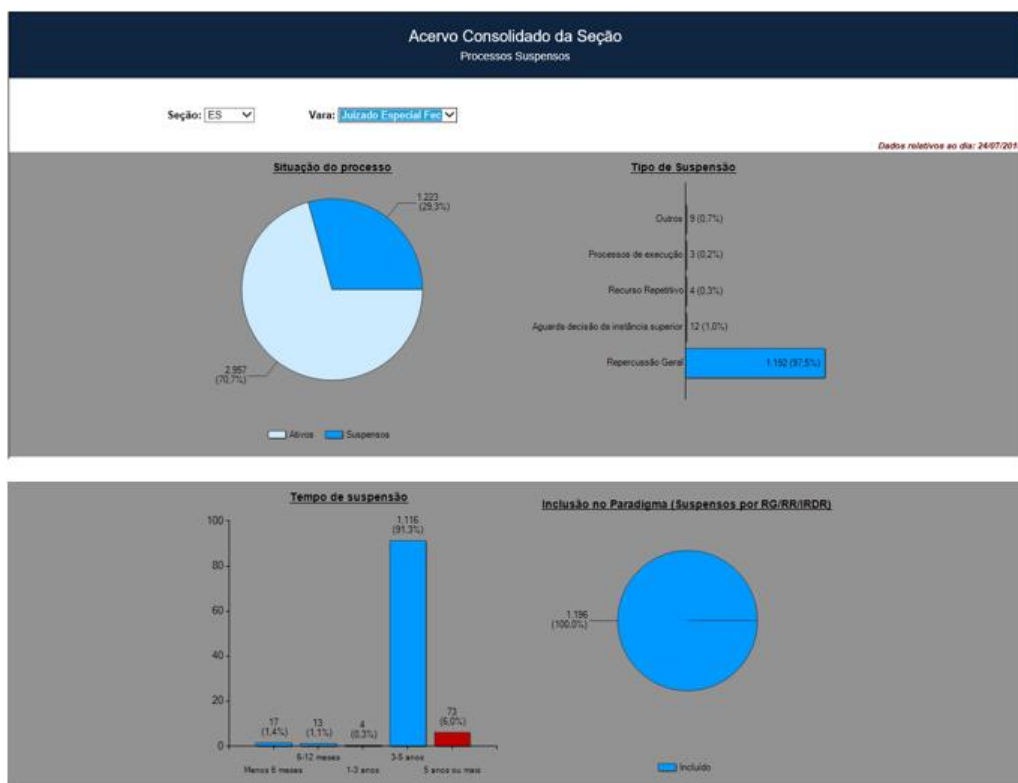 Acervo Consolidado da Seção
Processos Suspensos
Seção: ES Vara: Juizado Especial Fec
Dados relativos ao dia: 24/07/201
Situação do processo
1.223
(29,3%)
2.957
(70,7%)
Ativos Suspensos
Tipo de Suspensão
Outros 9 (0,7%)
Processos de execução 3 (0,2%)
Recurso Repetitivo 4 (0,3%)
Aguarda decisão da instância superior 12 (1,0%)
Repercussão Geral 1.192 (97,5%)
Tempo de suspensão
100
80
60
40
20
0
17
(1,4%)
13
(1,1%)
4
(0,3%)
1.116
(91,3%)
73
(6,0%)
Menos 6 meses
6-12 meses
1-3 anos
3-5 anos
5 anos ou mais
Inclusão no Paradigma (Suspensos por RG/RR/IRDR)
1.196
(100,0%)
Incluído